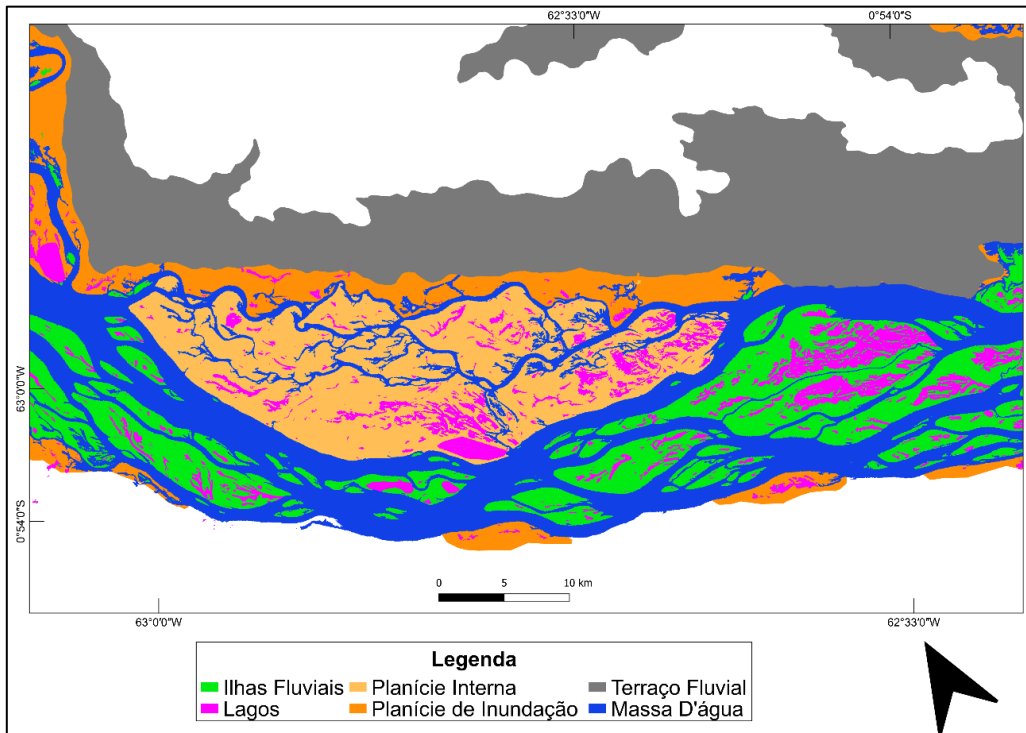 62°33'0"W 0°54'0"S
63°0'0"W
0°54'0"S
0 5 10 km
63°0'0"W 62°33'0"W
Legenda
Ilhas Fluviais Planície Interna Terraço Fluvial
Lagos Planície de Inundação Massa D'água